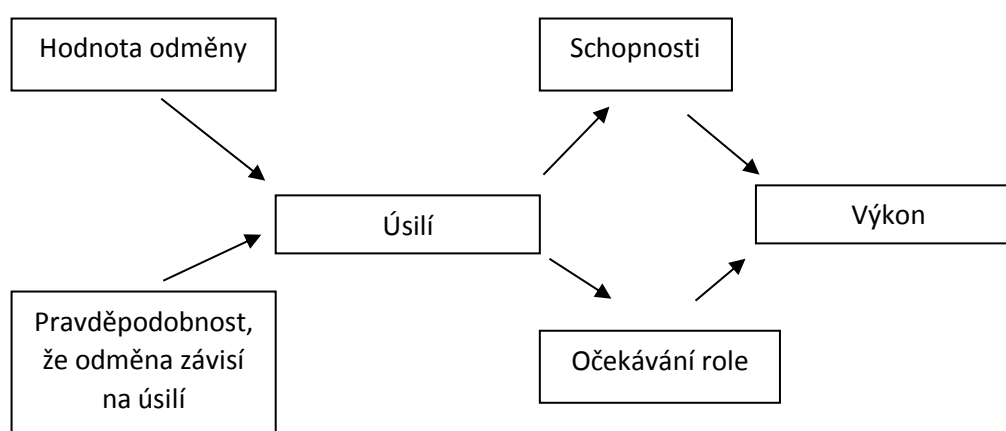 Hodnota odměny
Schopnosti
Úsilí
Výkon
Pravděpodobnost,
že odměna závisí
na úsilí
Očekávání role